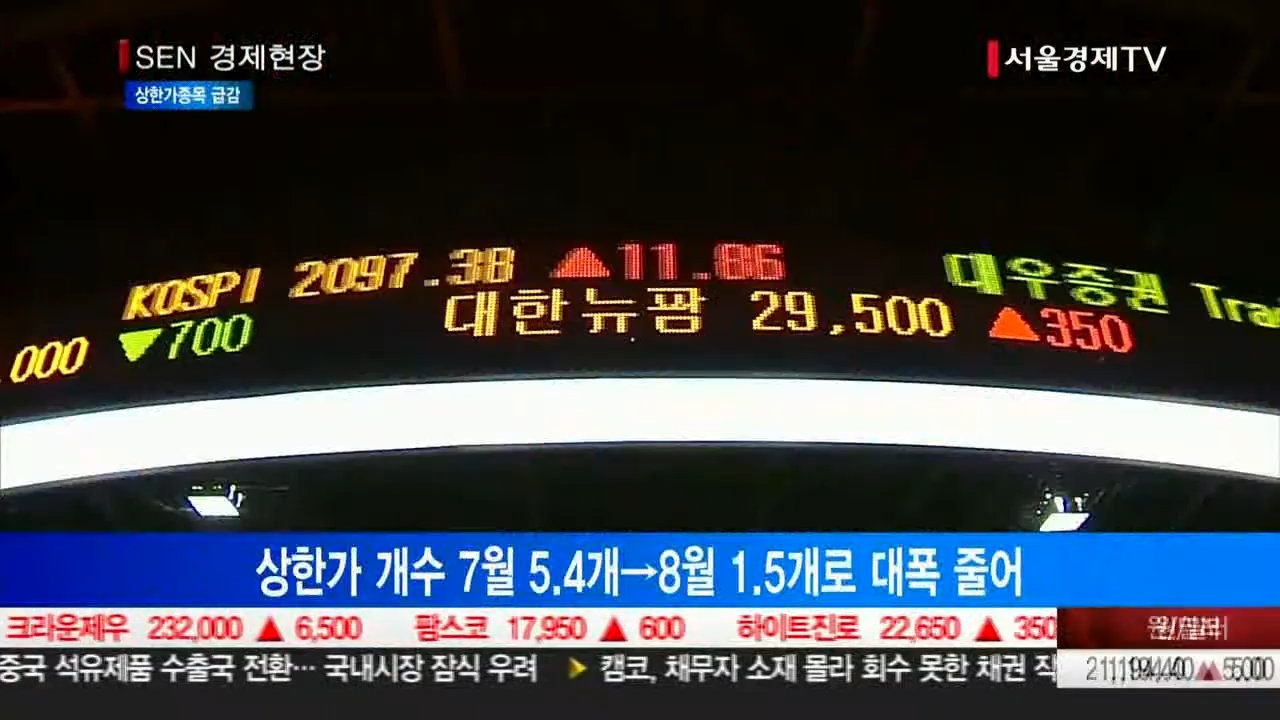 SEN 경제현장
서울경제TV
상한가종목 급감
KOSPI 2097.38 ▲11.86
대우증권
000 ▼700
대한뉴팜 29,500 ▲350
상한가 개수 7월 5.4개→8월 1.5개로 대폭 줄어
크라운제우 232,000 ▲ 6,500 팜스코 17,950 ▲ 600 하이트진로 22,650 ▲ 350
중국 석유제품 수출국 전환··· 국내시장 잠식 우려 ▶ 캠코, 채무자 소재 몰라 회수 못한 채권